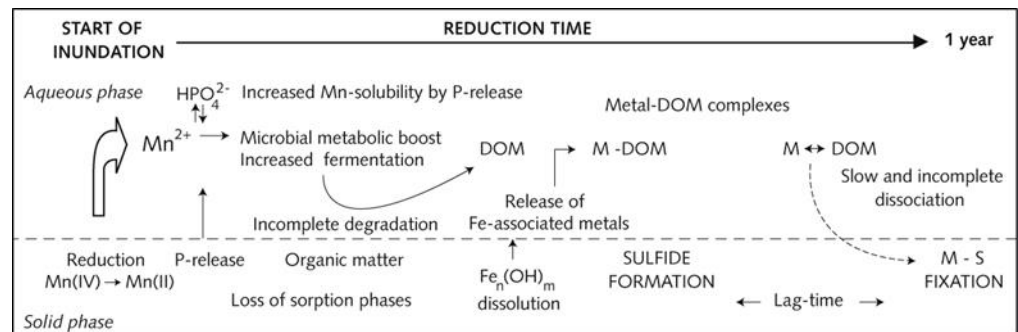 START OF
INUNDATION
REDUCTION TIME
1 year
Aqueous phase
HPO₄²⁻ Increased Mn-solubility by P-release
Mn²⁺
Microbial metabolic boost
Increased fermentation
DOM
Metal-DOM complexes
M -DOM
M ↔ DOM
Slow and incomplete
dissociation
Release of
Fe-associated metals
Incomplete degradation
Reduction
Mn(IV) → Mn(II)
P-release
Organic matter
Loss of sorption phases
Feₙ(OH)ₘ
dissolution
SULFIDE
FORMATION
Lag-time
M - S
FIXATION
Solid phase